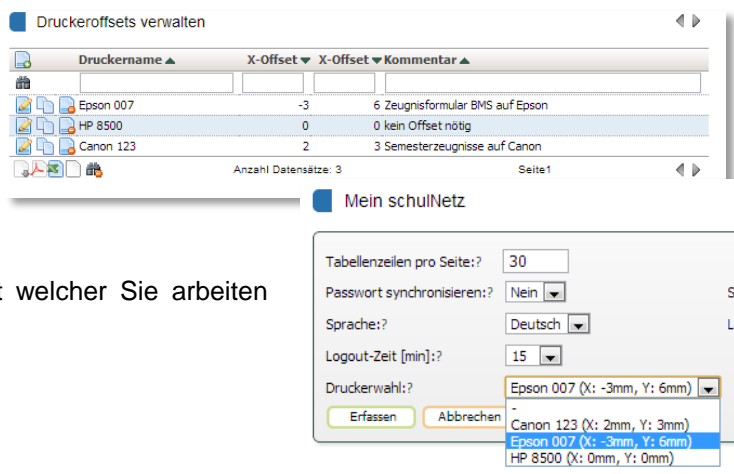 Druckeroffsets verwalten
Druckername X-Offset X-Offset Kommentar
Epson 007 -3 6 Zeugnisformular BMS auf Epson
HP 8500 0 0 kein Offset nötig
Canon 123 2 3 Semesterzeugnisse auf Canon
Anzahl Datensätze: 3 Seite1
Mein schulNetz
Tabellenzeilen pro Seite:? 30
t welcher Sie arbeiten
Passwort synchronisieren:? Nein S
Sprache:? Deutsch L
Logout-Zeit [min]:? 15
Druckerwahl:? Epson 007 (X: -3mm, Y: 6mm)
Erfassen Abbrechen
-
Canon 123 (X: 2mm, Y: 3mm)
Epson 007 (X: -3mm, Y: 6mm)
HP 8500 (X: 0mm, Y: 0mm)